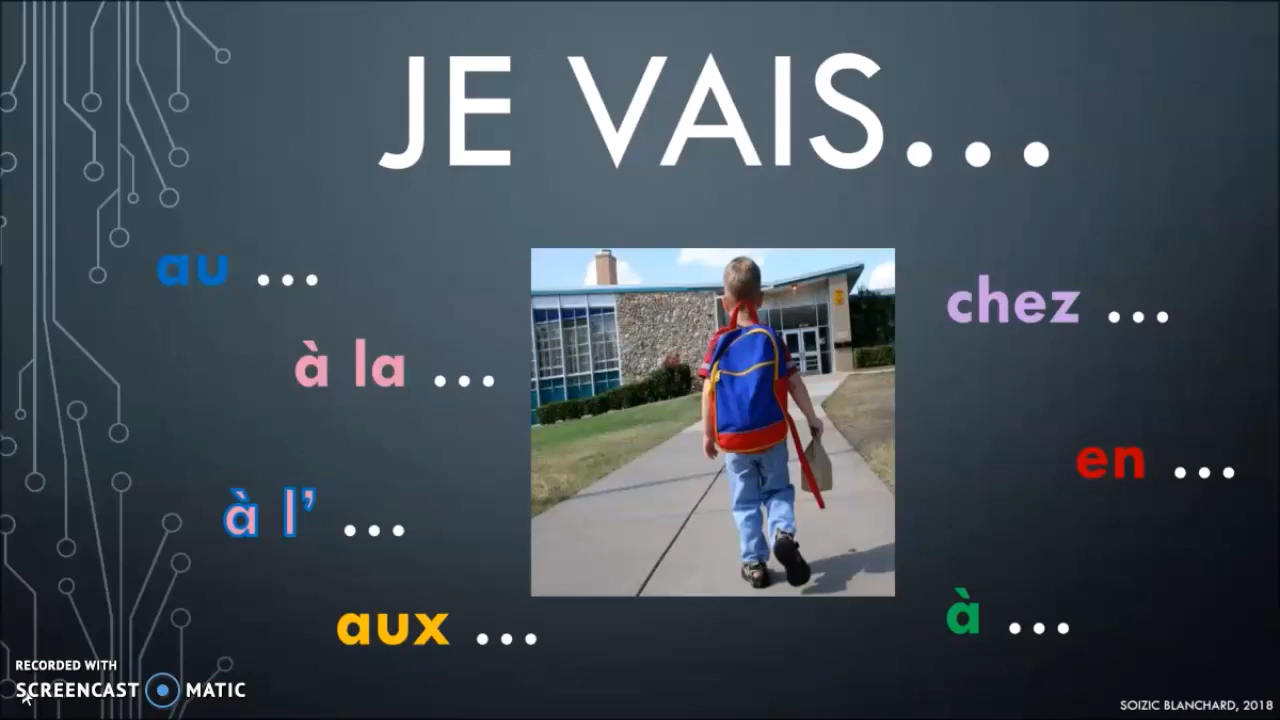 JE VAIS...
au ...
à la ...
à l’ ...
aux ...
chez ...
en ...
à ...
RECORDED WITH
SCREENCAST MATIC
SOIZIC BLANCHARD, 2018